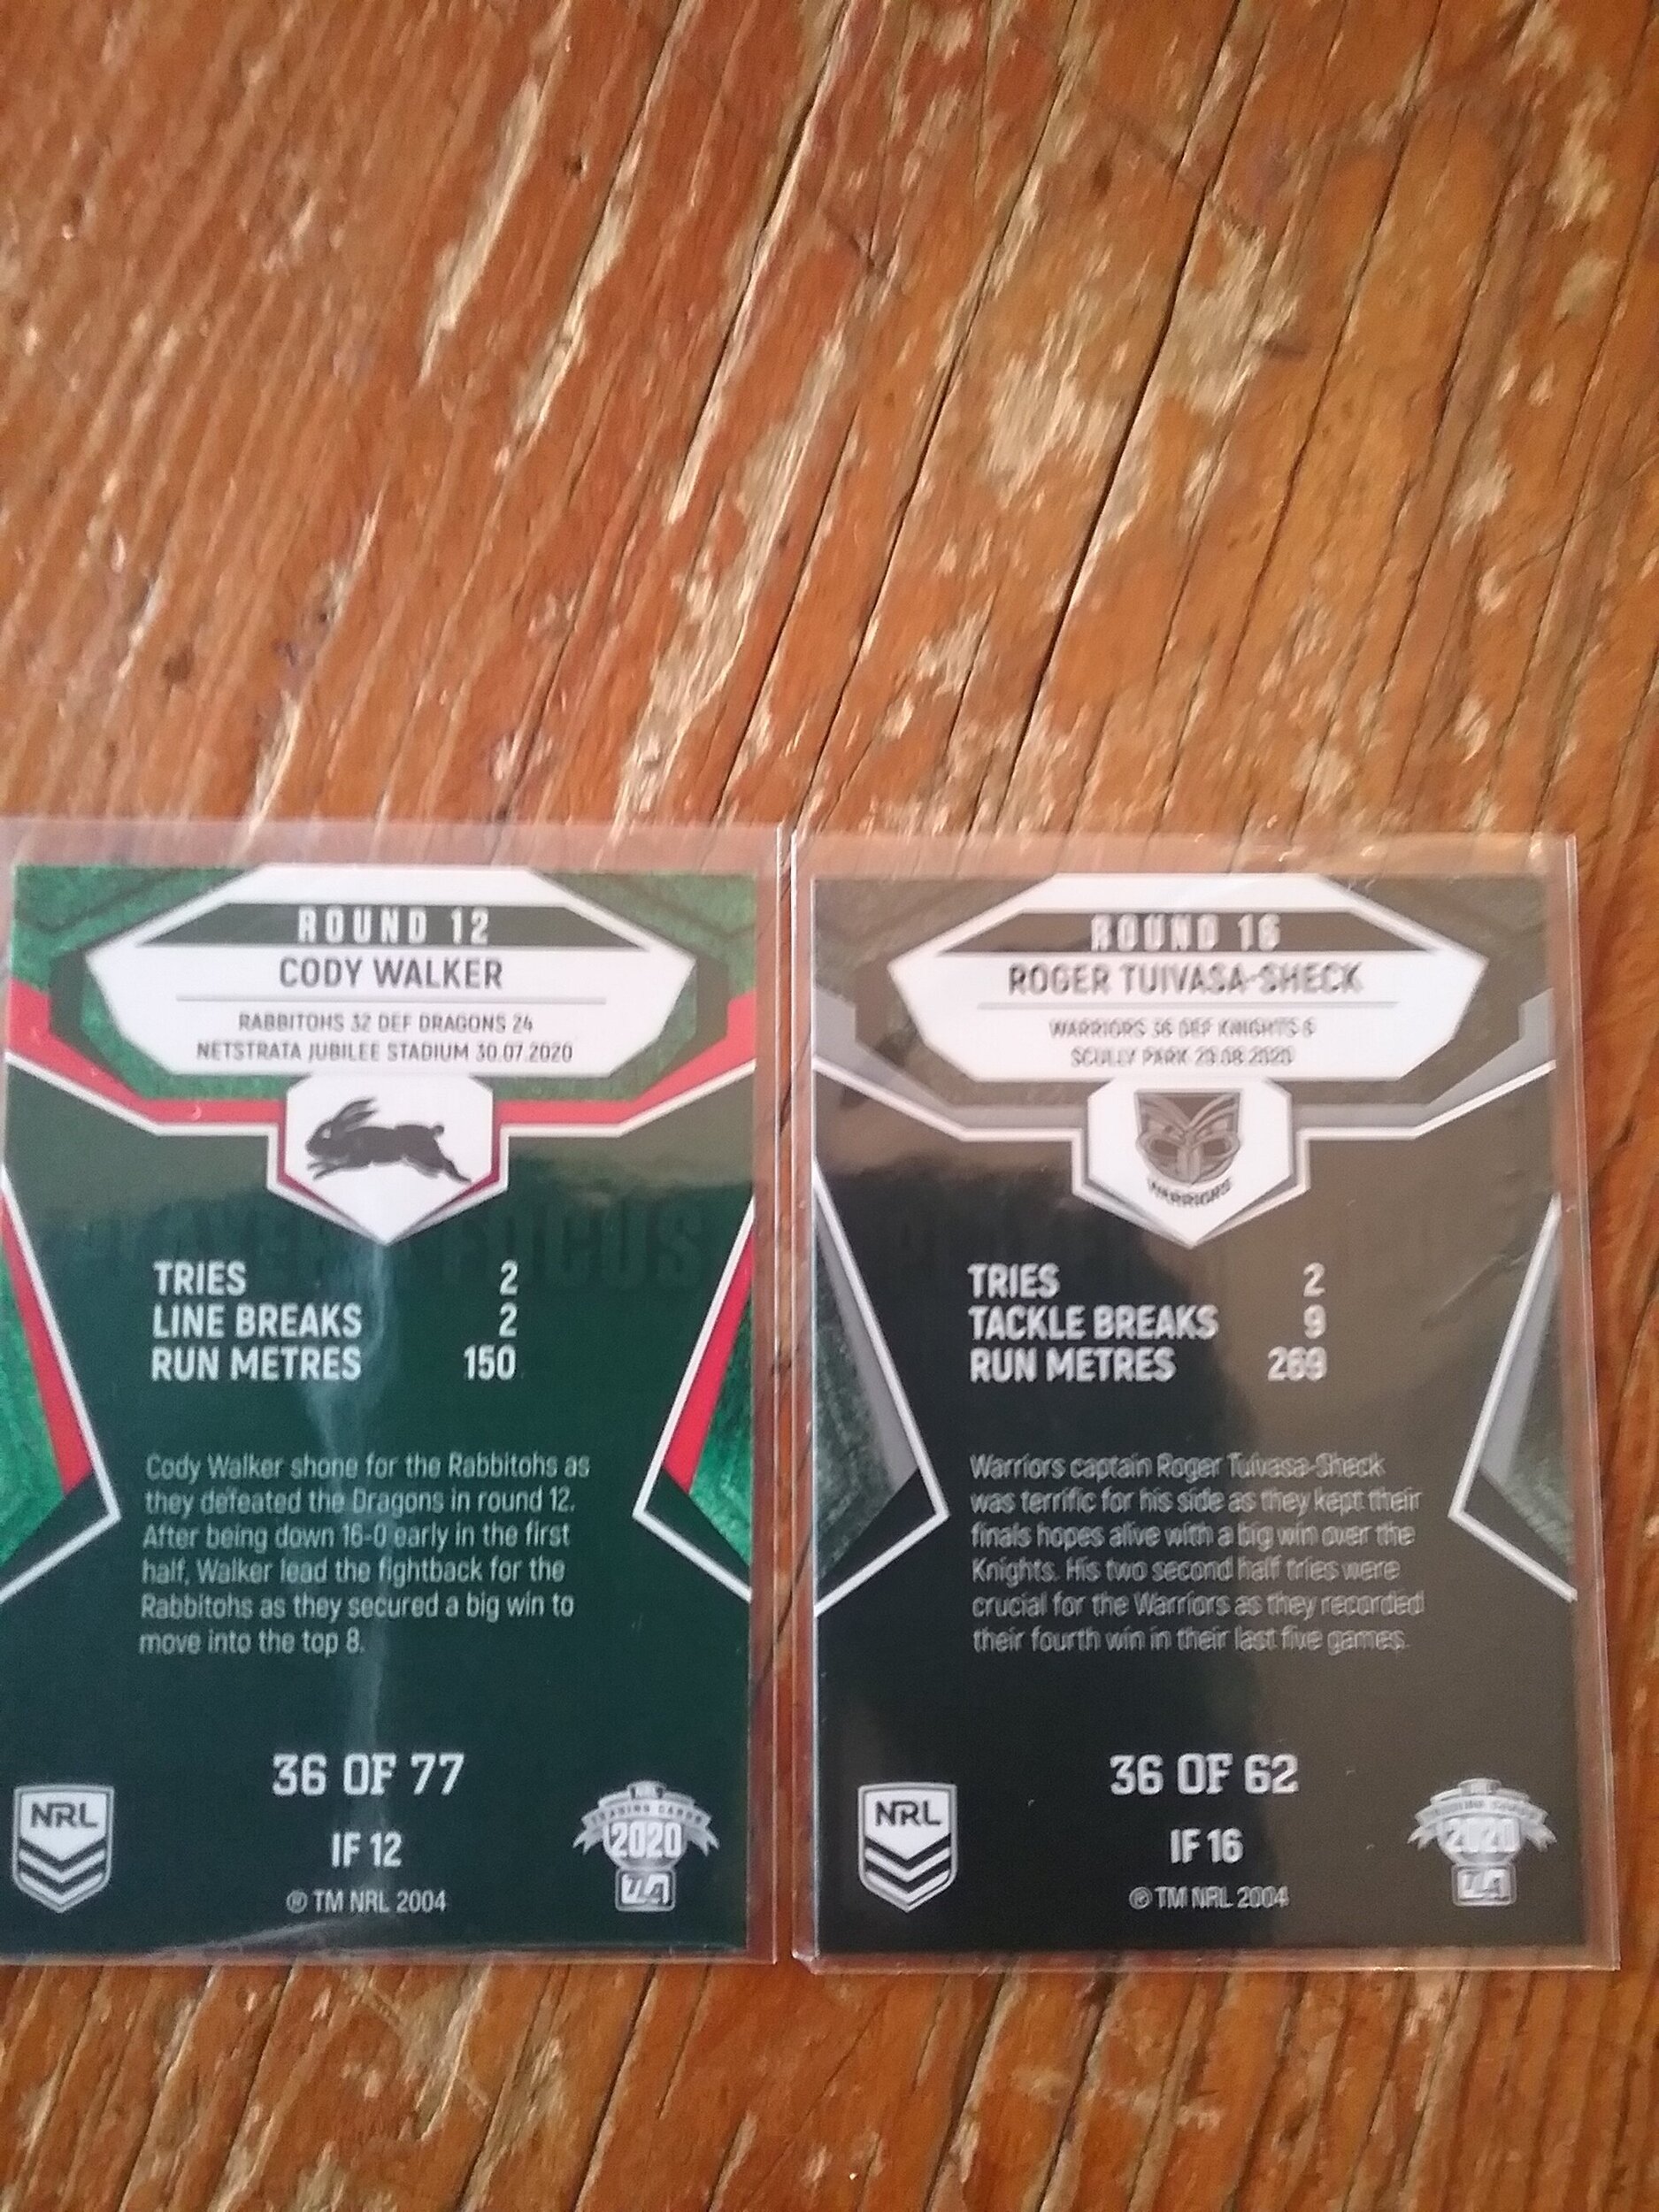 ROUND 12
CODY WALKER
RABBITOHS 32 DEF DRAGONS 24
NETSTRATA JUBILEE STADIUM 30.07.2020
PLAYER FOCUS
TRIES 2
LINE BREAKS 2
RUN METRES 150
Cody Walker shone for the Rabbitohs as
they defeated the Dragons in round 12.
After being down 16-0 early in the first
half, Walker lead the fightback for the
Rabbitohs as they secured a big win to
move into the top 8.
36 OF 77
NRL
IF 12
TRADING CARDS
2020
TLA
® TM NRL 2004
ROUND 16
ROGER TUIVASA-SHECK
WARRIORS 36 DEF KNIGHTS 6
SCULLY PARK 29.08.2020
WARRIORS
TRIES 2
TACKLE BREAKS 9
RUN METRES 269
Warriors captain Roger Tuivasa-Sheck
was terrific for his side as they kept their
finals hopes alive with a big win over the
Knights. His two second half tries were
crucial for the Warriors as they recorded
their fourth win in their last five games.
36 OF 62
NRL
IF 16
TRADING CARDS
2020
TLA
® TM NRL 2004